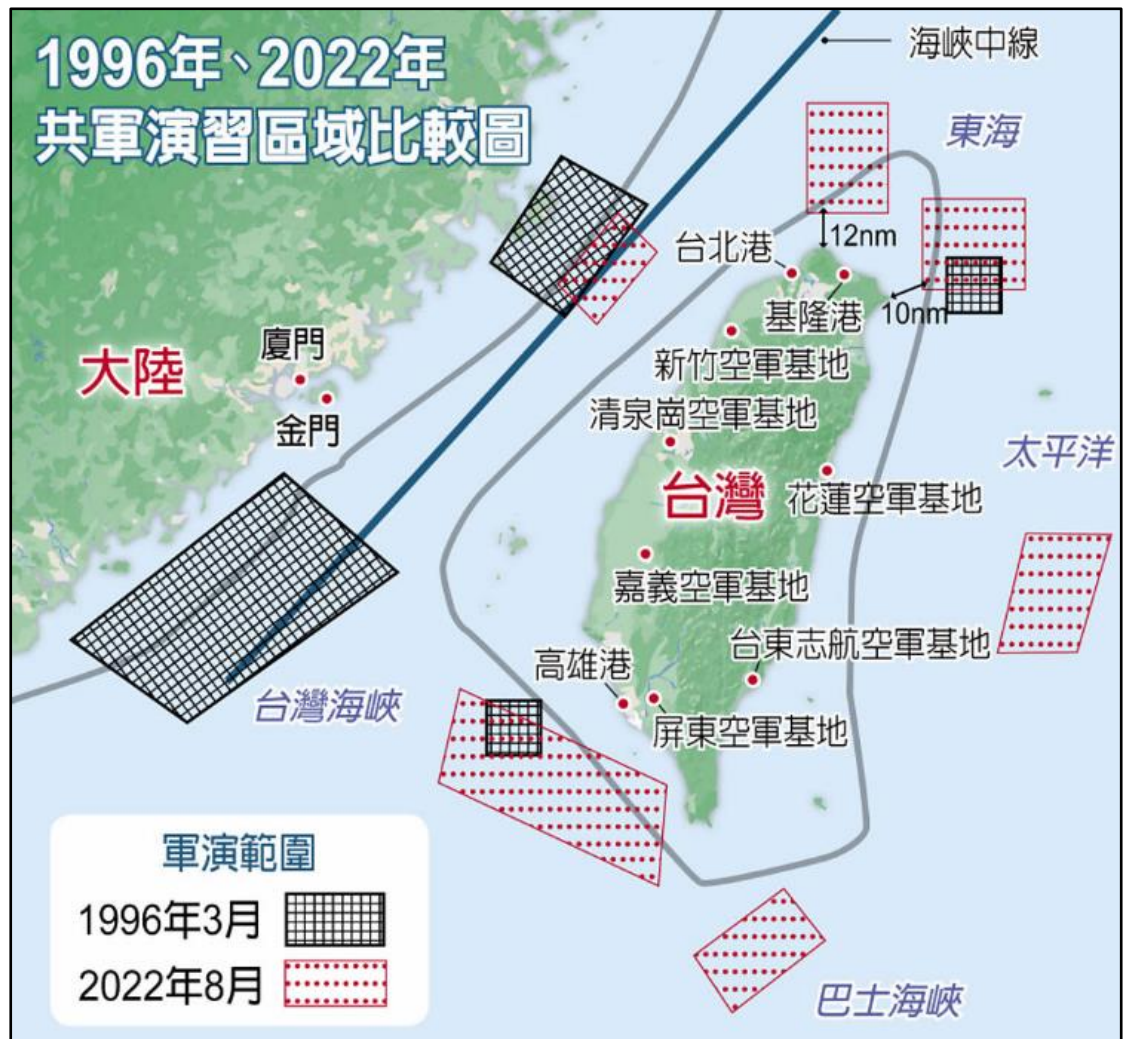 1996年、2022年
共軍演習區域比較圖
海峽中線
東海
12nm
台北港
10nm
基隆港
廈門
大陸
新竹空軍基地
金門
清泉崗空軍基地
太平洋
台灣
花蓮空軍基地
嘉義空軍基地
台東志航空軍基地
高雄港
台灣海峽
屏東空軍基地
軍演範圍
1996年3月
2022年8月
巴士海峽